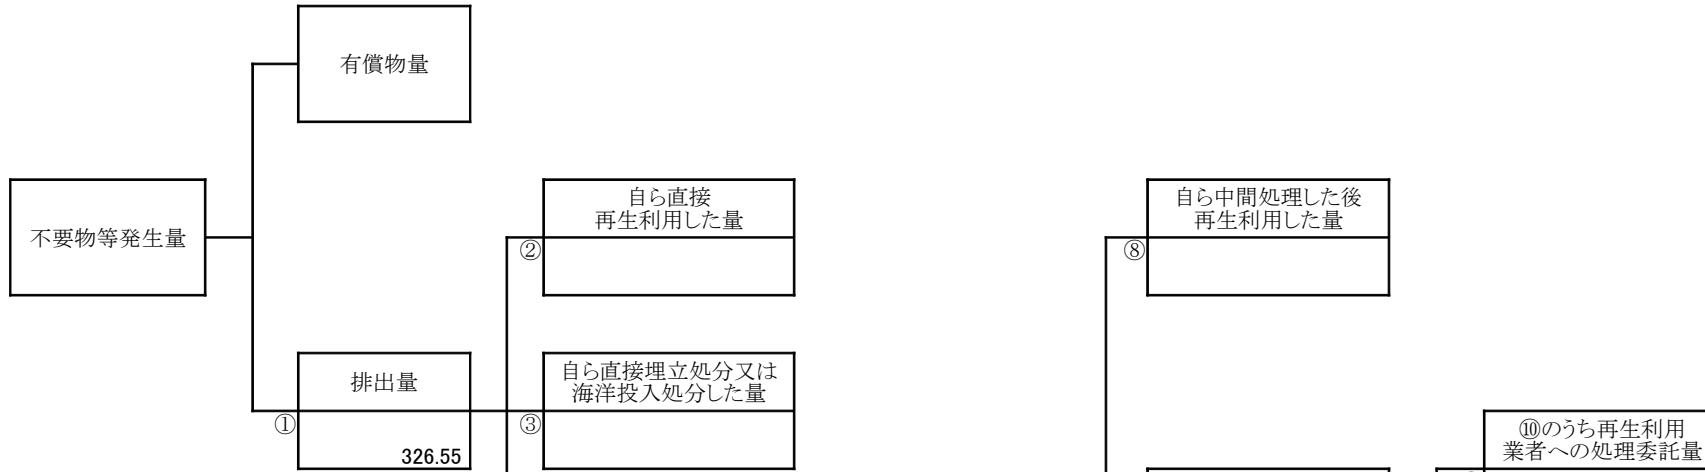 有償物量
不要物等発生量
自ら直接
再生利用した量
②
自ら中間処理した後
再生利用した量
⑧
排出量
①
326.55
自ら直接埋立処分又は
海洋投入処分した量
③
⑩のうち再生利用
業者への処理委託量